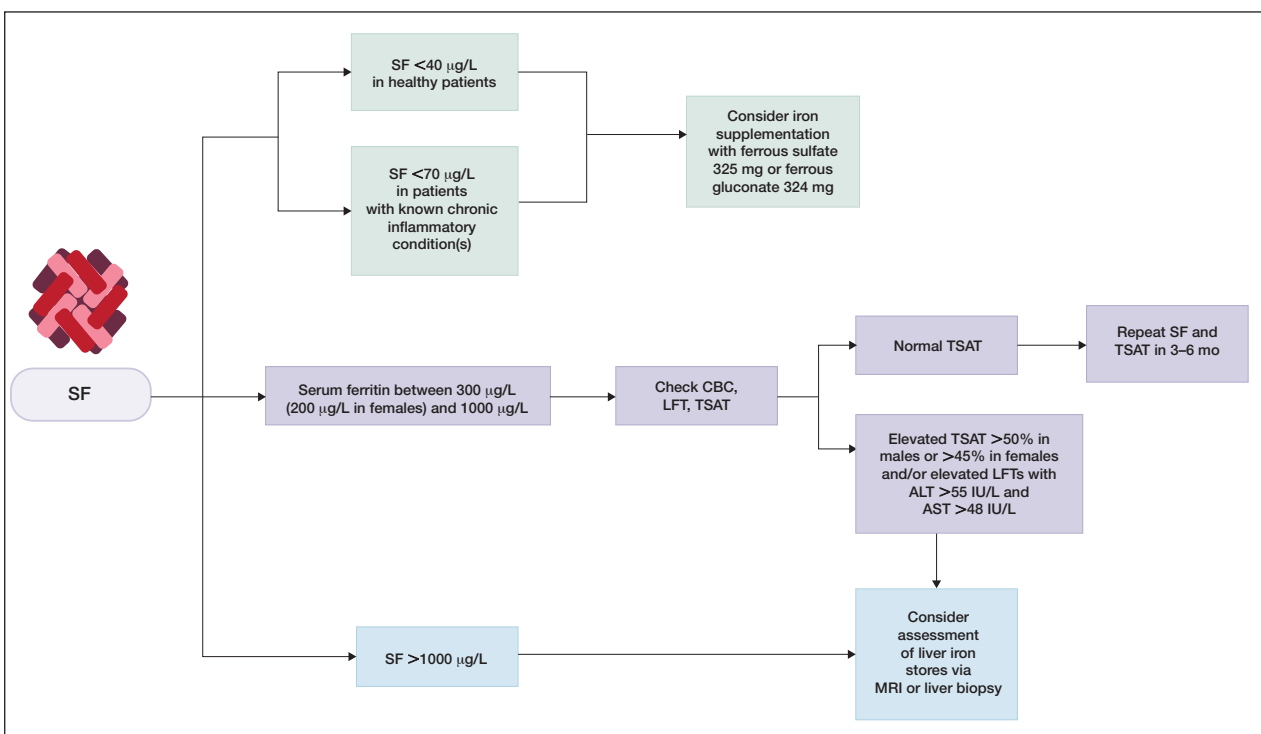 SF <40 μg/L
in healthy patients
SF <70 μg/L
in patients
with known chronic
inflammatory
condition(s)
Consider iron
supplementation
with ferrous sulfate
325 mg or ferrous
gluconate 324 mg
SF
Serum ferritin between 300 μg/L
(200 μg/L in females) and 1000 μg/L
Check CBC,
LFT, TSAT
Normal TSAT
Repeat SF and
TSAT in 3–6 mo
Elevated TSAT >50% in
males or >45% in females
and/or elevated LFTs with
ALT >55 IU/L and
AST >48 IU/L
SF >1000 μg/L
Consider
assessment
of liver iron
stores via
MRI or liver biopsy